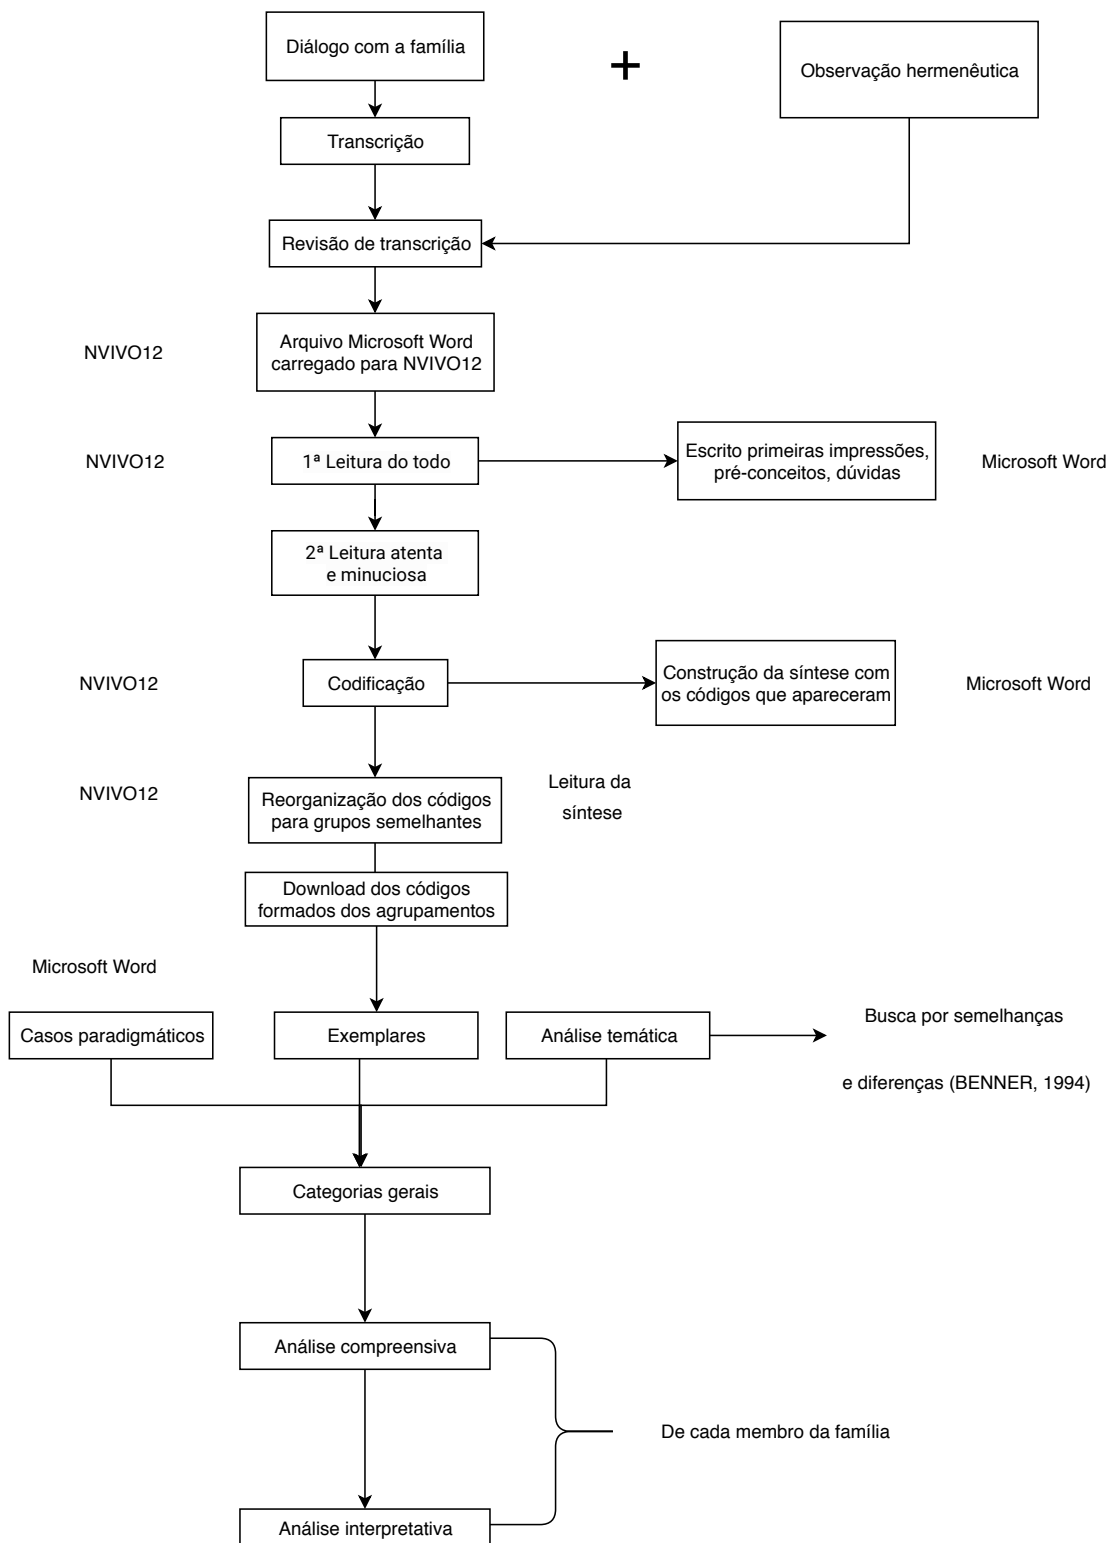 Diálogo com a família
+
Observação hermenêutica
Transcrição
Revisão de transcrição
NVIVO12
Arquivo Microsoft Word
carregado para NVIVO12
NVIVO12
1ª Leitura do todo
Escrito primeiras impressões,
pré-conceitos, dúvidas
Microsoft Word
2ª Leitura atenta
e minuciosa
NVIVO12
Codificação
Construção da síntese com
os códigos que apareceram
Microsoft Word
NVIVO12
Reorganização dos códigos
para grupos semelhantes
Leitura da
síntese
Download dos códigos
formados dos agrupamentos
Microsoft Word
Casos paradigmáticos
Exemplares
Análise temática
Busca por semelhanças
e diferenças (BENNER, 1994)
Categorias gerais
Análise compreensiva
De cada membro da família
Análise interpretativa